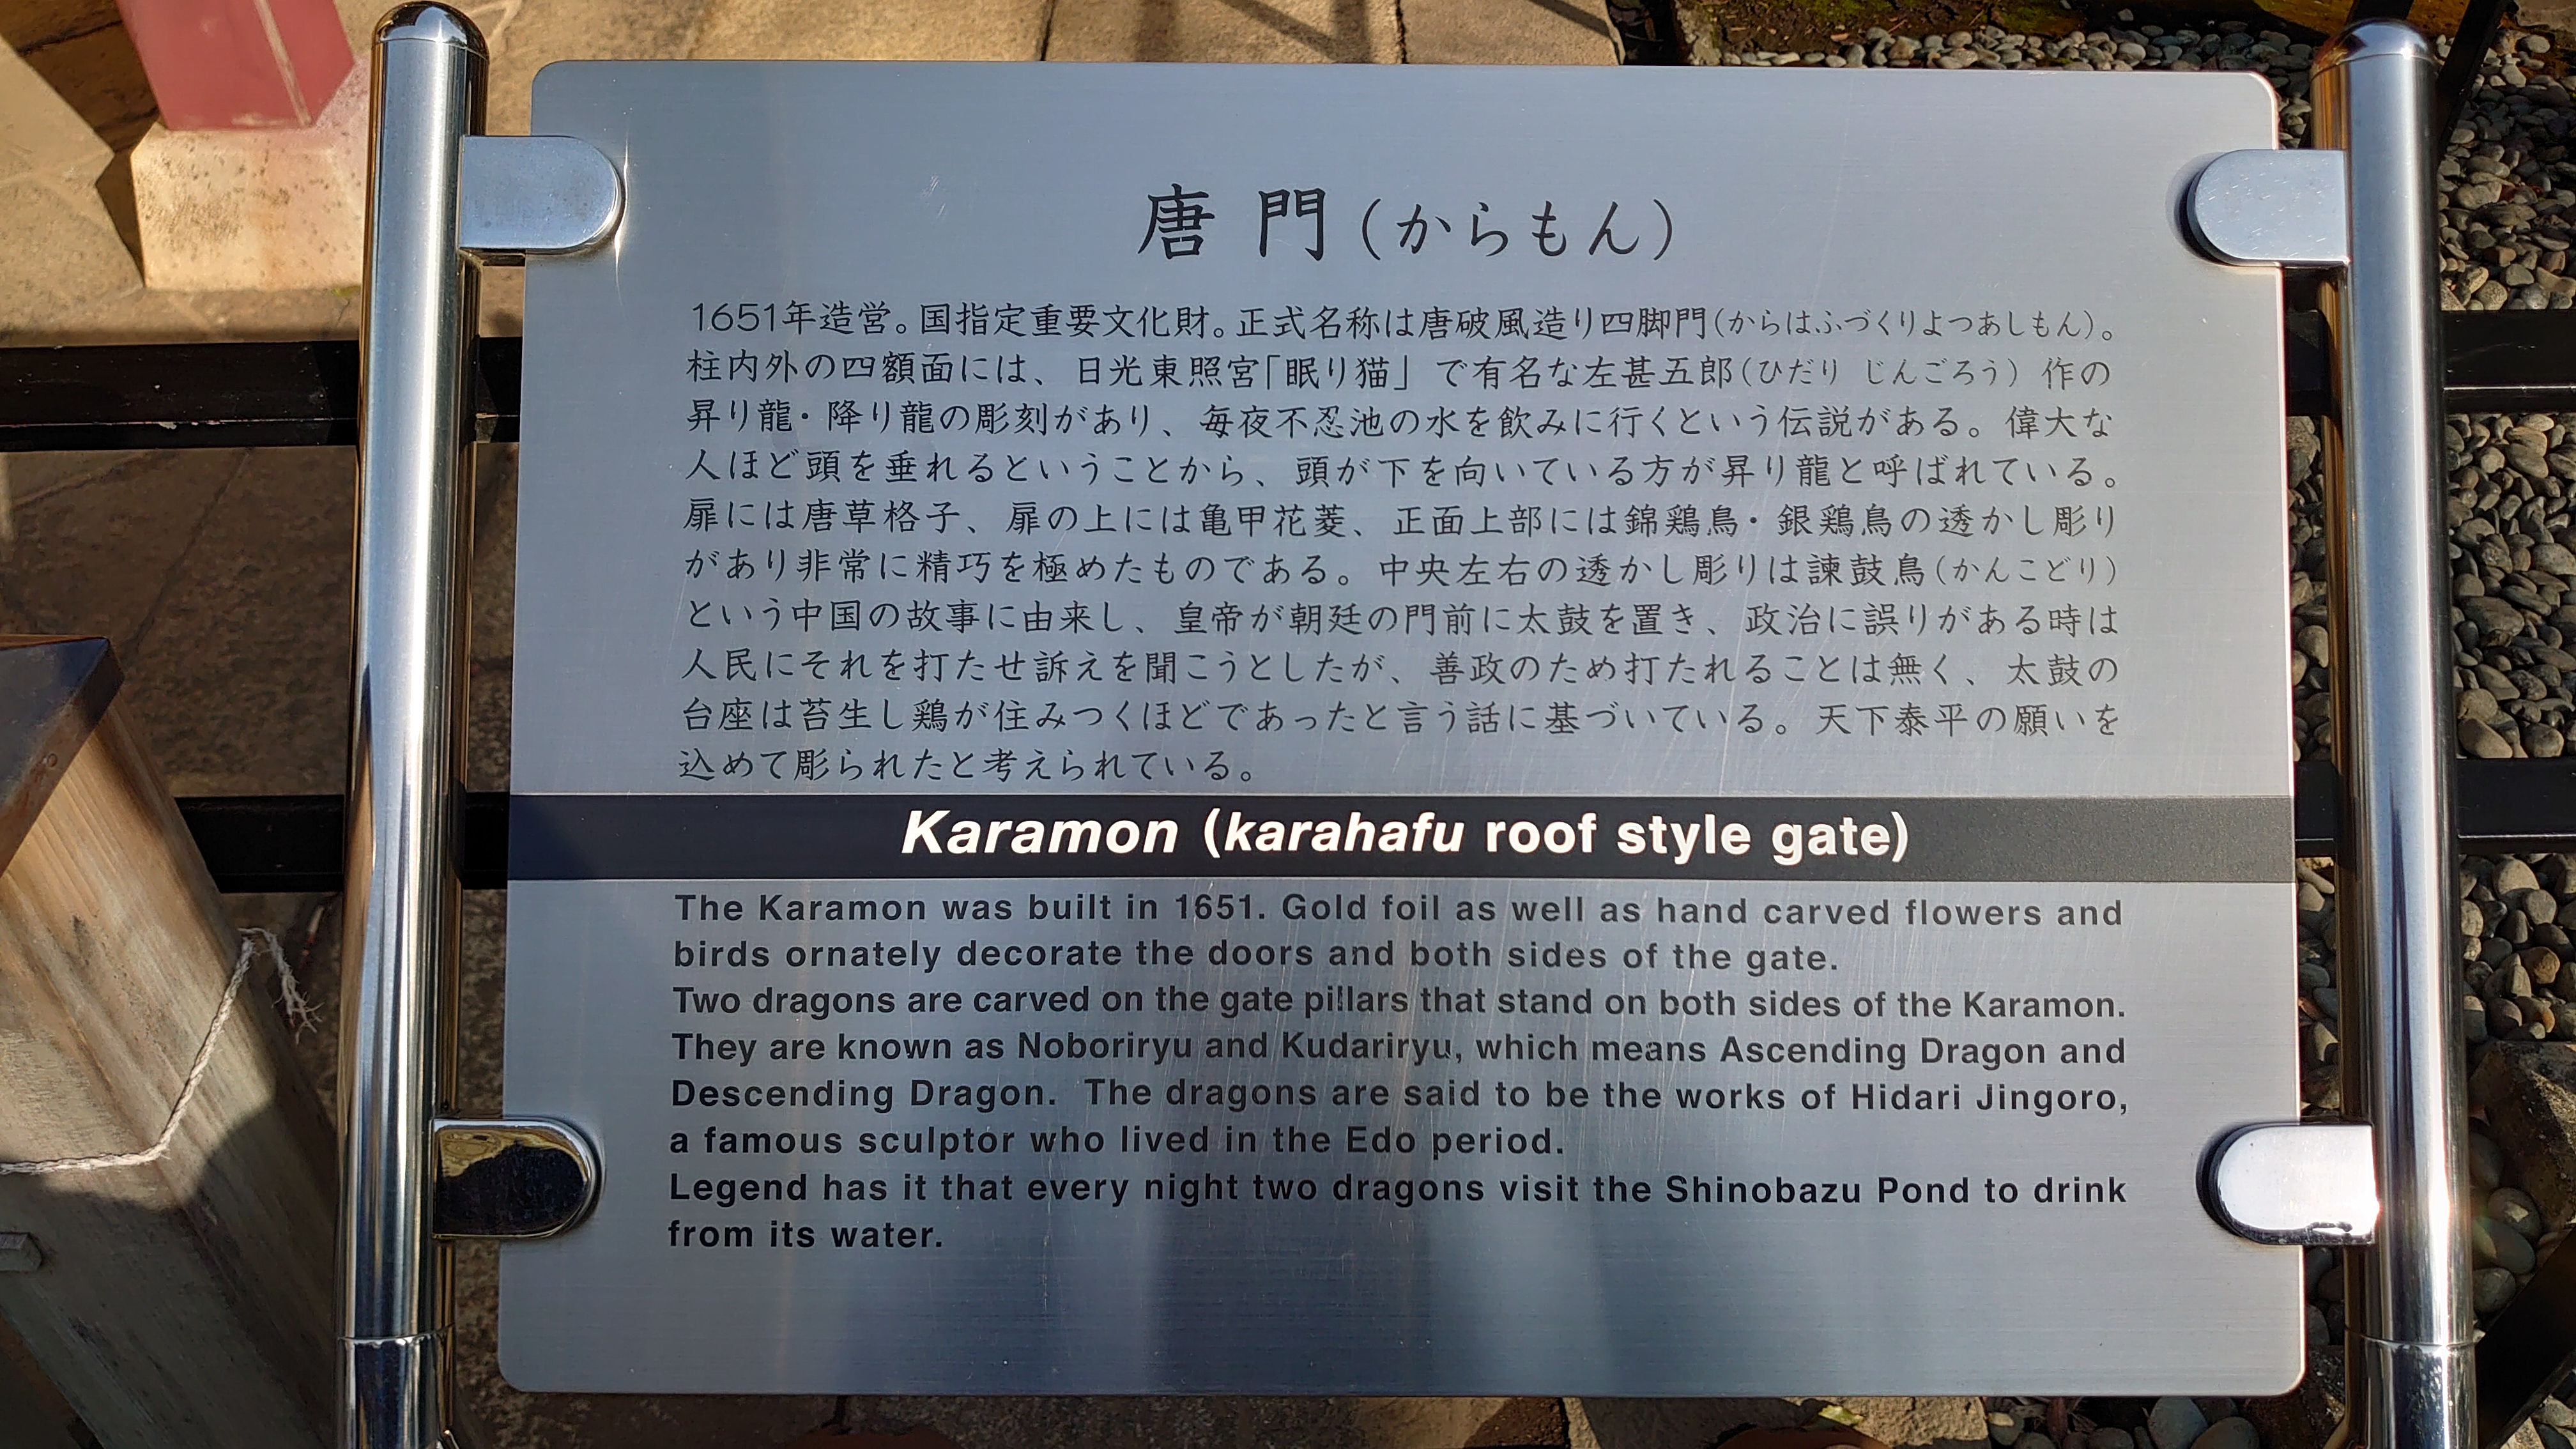 唐門(からもん)
1651年造営。国指定重要文化財。正式名称は唐破風造り四脚門(からはふづくりよつあしもん)。
柱内外の四額面には、日光東照宮「眠り猫」で有名な左甚五郎(ひだり じんごろう)作の
昇り龍・降り龍の彫刻があり、毎夜不忍池の水を飲みに行くという伝説がある。偉大な
人ほど頭を垂れるということから、頭が下を向いている方が昇り龍と呼ばれている。
扉には唐草格子、扉の上には亀甲花菱、正面上部には錦鶏鳥・銀鶏鳥の透かし彫り
があり非常に精巧を極めたものである。中央左右の透かし彫りは諫鼓鳥(かんこどり)
という中国の故事に由来し、皇帝が朝廷の門前に太鼓を置き、政治に誤りがある時は
人民にそれを打たせ訴えを聞こうとしたが、善政のため打たれることは無く、太鼓の
台座は苔生し鶏が住みつくほどであったと言う話に基づいている。天下泰平の願いを
込めて彫られたと考えられている。
Karamon (karahafu roof style gate)
The Karamon was built in 1651. Gold foil as well as hand carved flowers and
birds ornately decorate the doors and both sides of the gate.
Two dragons are carved on the gate pillars that stand on both sides of the Karamon.
They are known as Noboriryu and Kudariryu, which means Ascending Dragon and
Descending Dragon. The dragons are said to be the works of Hidari Jingoro,
a famous sculptor who lived in the Edo period.
Legend has it that every night two dragons visit the Shinobazu Pond to drink
from its water.